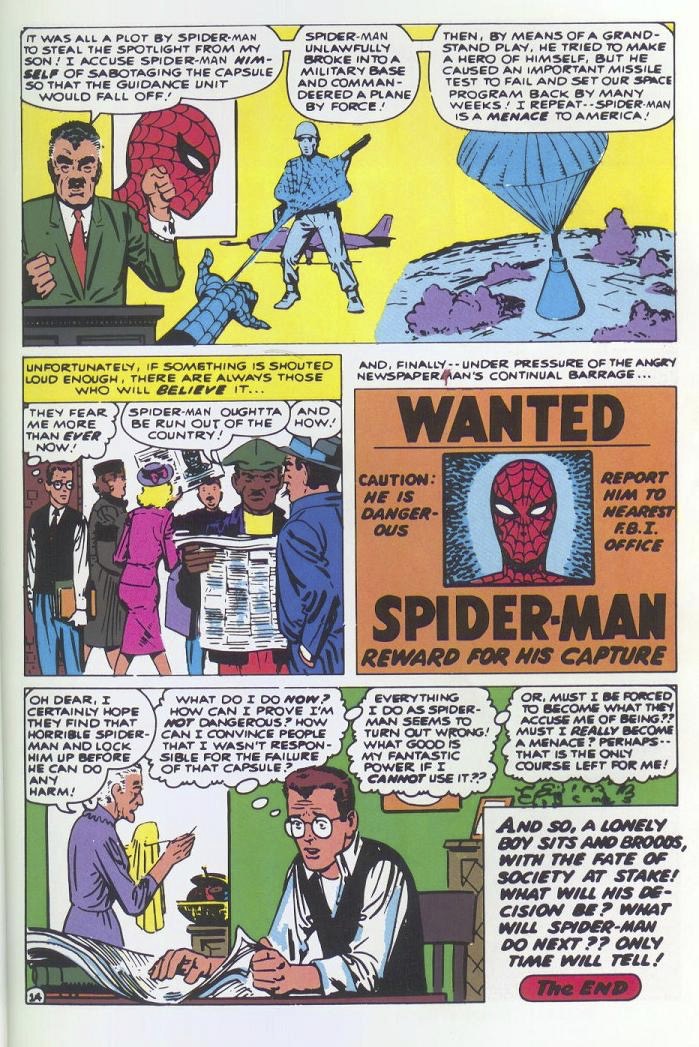 IT WAS ALL A PLOT BY SPIDER-MAN
TO STEAL THE SPOTLIGHT FROM MY
SON! I ACCUSE SPIDER-MAN HIM-
SELF OF SABOTAGING THE CAPSULE
SO THAT THE GUIDANCE UNIT
WOULD FALL OFF!
SPIDER-MAN
UNLAWFULLY
BROKE INTO A
MILITARY BASE
AND COMMAN-
DEERED A PLANE
BY FORCE!
THEN, BY MEANS OF A GRAND-
STAND PLAY, HE TRIED TO MAKE
A HERO OF HIMSELF, BUT HE
CAUSED AN IMPORTANT MISSILE
TEST TO FAIL AND SET OUR SPACE
PROGRAM BACK BY MANY
WEEKS! I REPEAT--SPIDER-MAN
IS A MENACE TO AMERICA!
UNFORTUNATELY, IF SOMETHING IS SHOUTED
LOUD ENOUGH, THERE ARE ALWAYS THOSE
WHO WILL BELIEVE IT...
THEY FEAR
ME MORE
THAN EVER
NOW!
SPIDER-MAN OUGHTTA
BE RUN OUT OF THE
COUNTRY!
AND
HOW!
AND, FINALLY--UNDER PRESSURE OF THE ANGRY
NEWSPAPERMAN'S CONTINUAL BARRAGE...
WANTED
CAUTION:
HE IS
DANGER-
OUS
REPORT
HIM TO
NEAREST
F.B.I.
OFFICE
SPIDER-MAN
REWARD FOR HIS CAPTURE
OH DEAR, I
CERTAINLY HOPE
THEY FIND THAT
HORRIBLE SPIDER-
MAN AND LOCK
HIM UP BEFORE
HE CAN DO
ANY
HARM!
WHAT DO I DO NOW?
HOW CAN I PROVE I'M
NOT DANGEROUS? HOW
CAN I CONVINCE PEOPLE
THAT I WASN'T RESPON-
SIBLE FOR THE FAILURE
OF THAT CAPSULE?
EVERYTHING
I DO AS SPIDER-
MAN SEEMS TO
TURN OUT WRONG!
WHAT GOOD IS
MY FANTASTIC
POWER IF I
CANNOT USE IT??
OR, MUST I BE FORCED
TO BECOME WHAT THEY
ACCUSE ME OF BEING??
MUST I REALLY BECOME
A MENACE? PERHAPS--
THAT IS THE ONLY
COURSE LEFT FOR ME!
AND SO, A LONELY
BOY SITS AND BROODS,
WITH THE FATE OF
SOCIETY AT STAKE!
WHAT WILL HIS DE-
CISION BE? WHAT
WILL SPIDER-MAN
DO NEXT?? ONLY
TIME WILL TELL!
The END
14